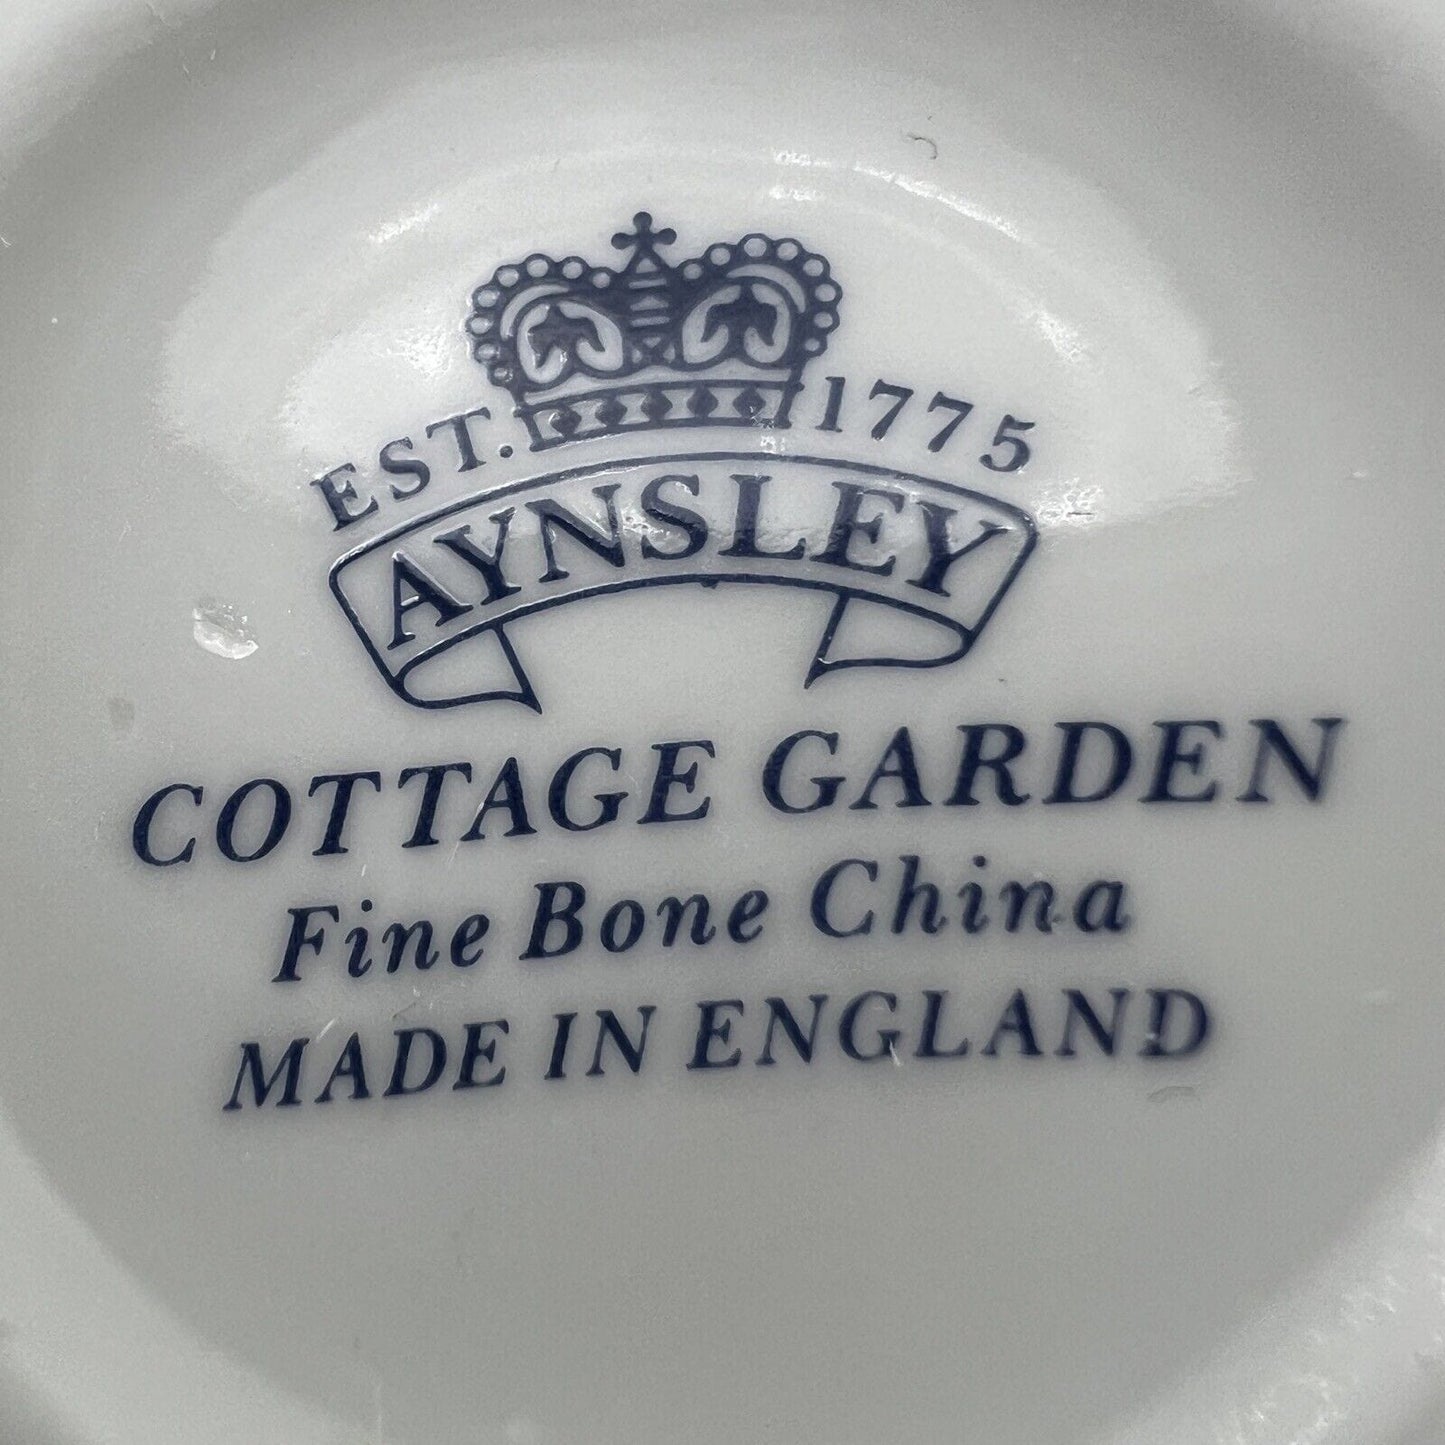 EST. 1775
AYNSLEY
COTTAGE GARDEN
Fine Bone China
MADE IN ENGLAND